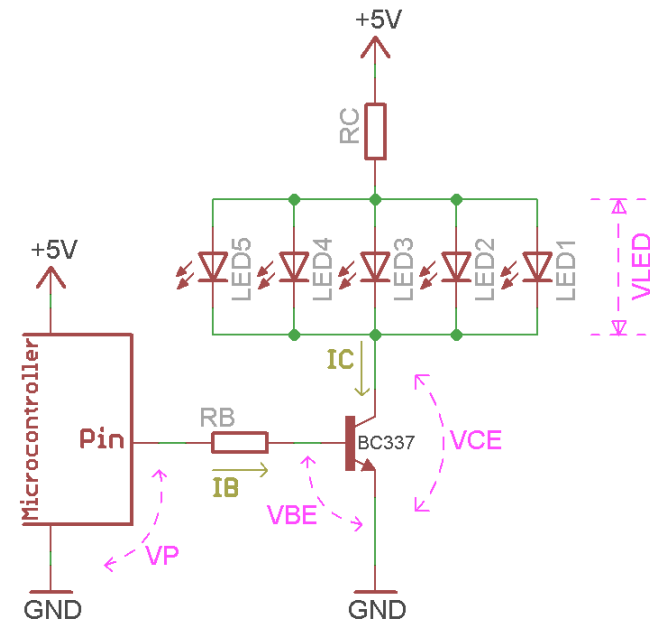 +5V
RC
LED5
LED4
LED3
LED2
LED1
VLED
+5V
Microcontroller
Pin
RB
IB
IC
BC337
VCE
VBE
VP
GND
GND